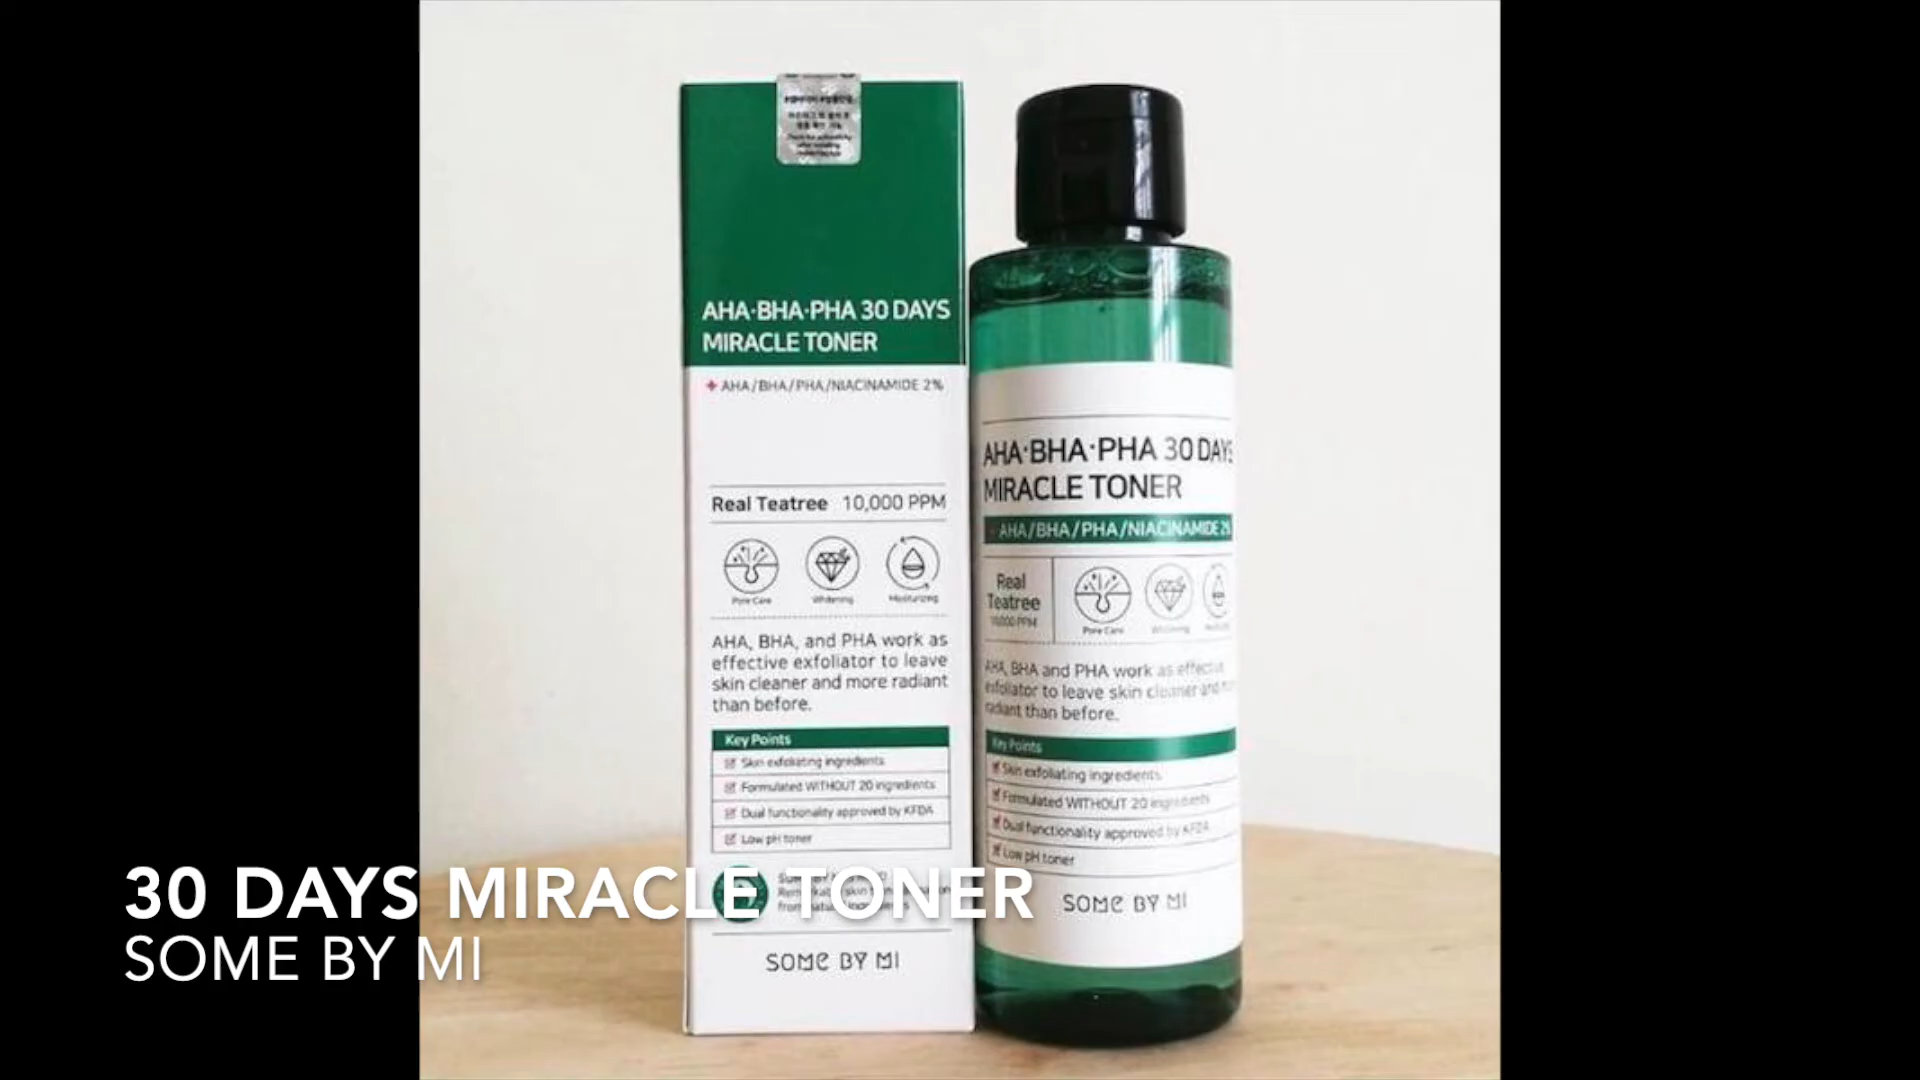 AHA·BHA·PHA 30 DAYS
MIRACLE TONER
+ AHA/BHA/PHA/NIACINAMIDE 2%
Real Teatree 10,000 PPM
Pore Care Whitening Moisturizing
AHA, BHA, and PHA work as
effective exfoliator to leave
skin cleaner and more radiant
than before.
Key Points
Skin exfoliating ingredients
Formulated WITHOUT 20 ingredients
Dual functionality approved by KFDA
Low pH toner
SOME BY MI
AHA·BHA·PHA 30 DAYS
MIRACLE TONER
AHA/BHA/PHA/NIACINAMIDE 2%
Real
Teatree
10,000 PPM
Pore Care Whitening
AHA, BHA and PHA work as effective
exfoliator to leave skin cleaner and
radiant than before.
Key Points
Skin exfoliating ingredients
Formulated WITHOUT 20 ingredients
Dual functionality approved by KFDA
Low pH toner
SOME BY MI
30 DAYS MIRACLE TONER
SOME BY MI